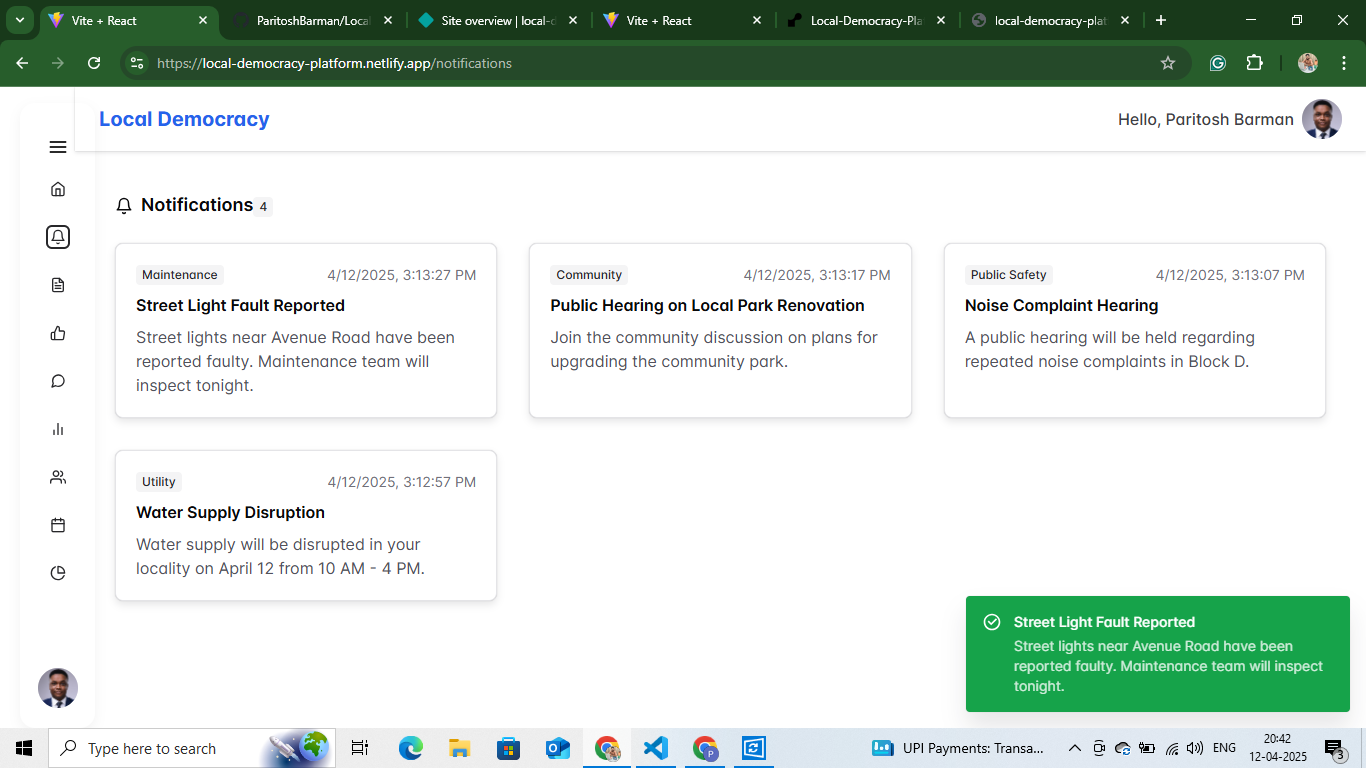 Vite + React
ParitoshBarman/Local
Site overview | local-d
Vite + React
Local-Democracy-Pla
local-democracy-plat
https://local-democracy-platform.netlify.app/notifications
Local Democracy
Hello, Paritosh Barman
Notifications 4
Maintenance 4/12/2025, 3:13:27 PM
Street Light Fault Reported
Street lights near Avenue Road have been
reported faulty. Maintenance team will
inspect tonight.
Community 4/12/2025, 3:13:17 PM
Public Hearing on Local Park Renovation
Join the community discussion on plans for
upgrading the community park.
Public Safety 4/12/2025, 3:13:07 PM
Noise Complaint Hearing
A public hearing will be held regarding
repeated noise complaints in Block D.
Utility 4/12/2025, 3:12:57 PM
Water Supply Disruption
Water supply will be disrupted in your
locality on April 12 from 10 AM - 4 PM.
Street Light Fault Reported
Street lights near Avenue Road have been
reported faulty. Maintenance team will inspect
tonight.
Type here to search
UPI Payments: Transa...
ENG
20:42
12-04-2025
3